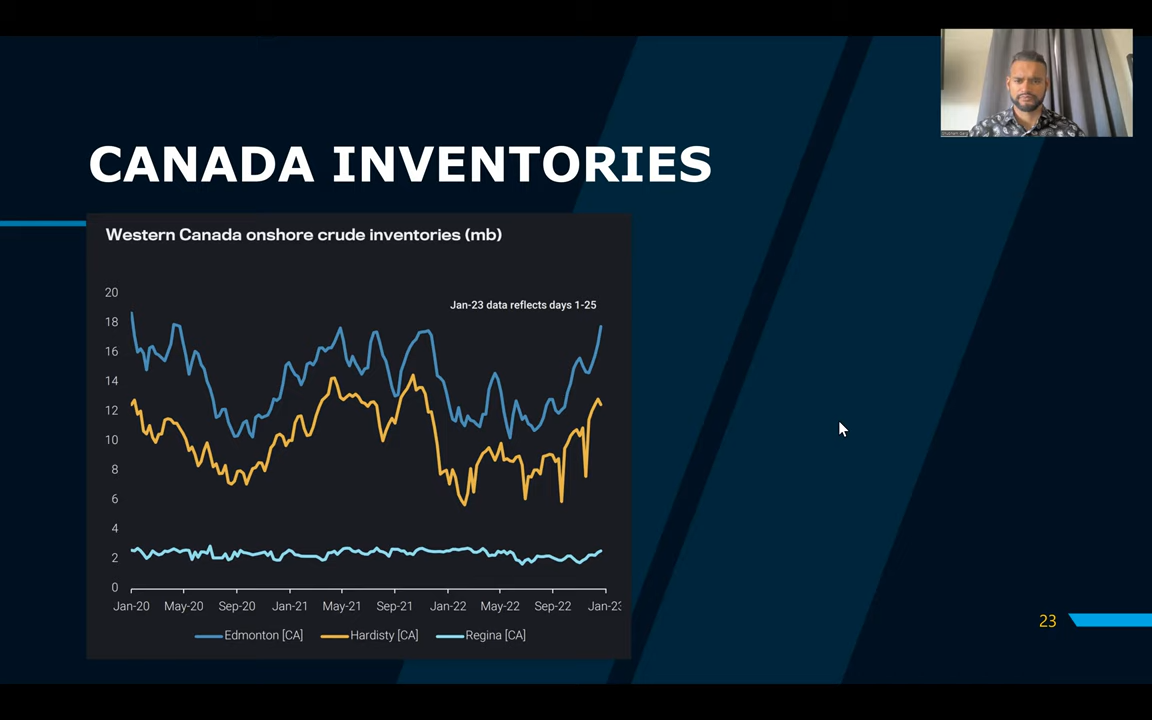 CANADA INVENTORIES
Western Canada onshore crude inventories (mb)
Jan-23 data reflects days 1-25
20
18
16
14
12
10
8
6
4
2
0
Jan-20 May-20 Sep-20 Jan-21 May-21 Sep-21 Jan-22 May-22 Sep-22 Jan-23
Edmonton [CA] Hardisty [CA] Regina [CA]
23